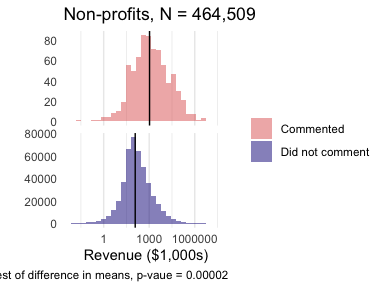 Non-profits, N = 464,509
80
60
40
20
0
Commented
Did not comment
80000
60000
40000
20000
0
1 1000 1000000
Revenue ($1,000s)
est of difference in means, p-vaue = 0.00002